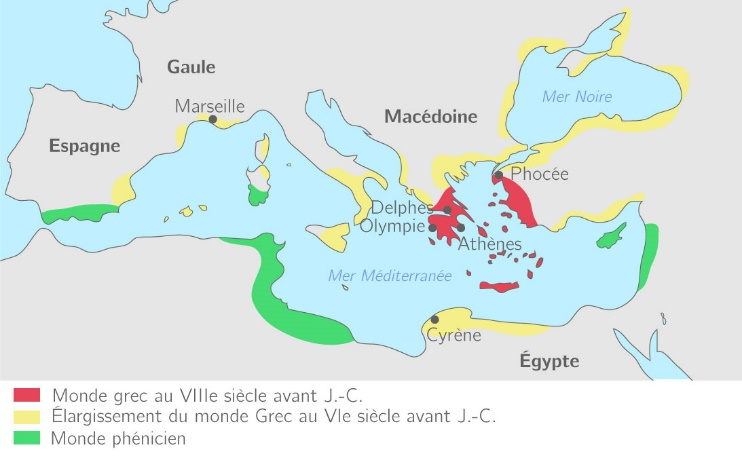 Gaule
Marseille
Espagne
Macédoine
Mer Noire
Phocée
Delphes
Olympie
Athènes
Mer Méditerranée
Cyrène
Égypte
Monde grec au VIIIe siècle avant J.-C.
Élargissement du monde Grec au VIe siècle avant J.-C.
Monde phénicien